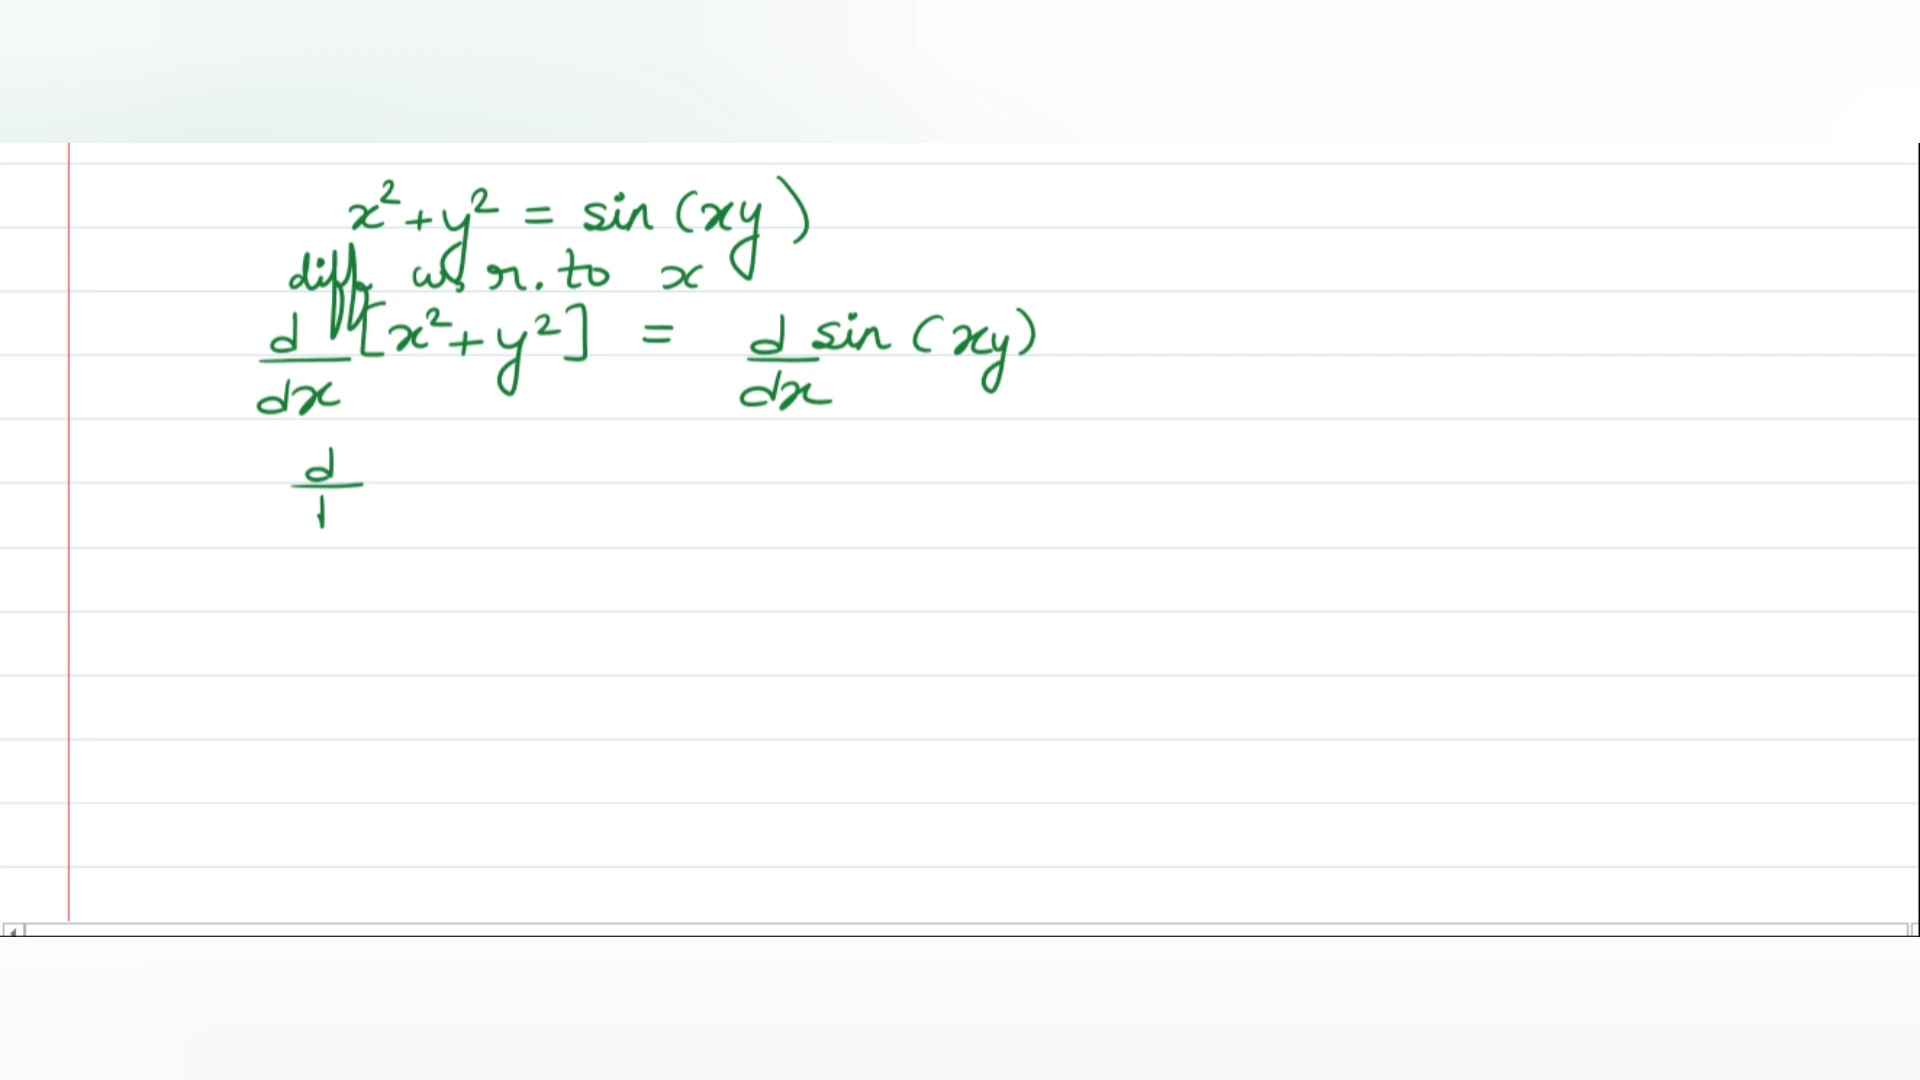 x² + y² = sin (xy)
diff w. r. to x
d/dx [x² + y²] = d/dx sin (xy)
d